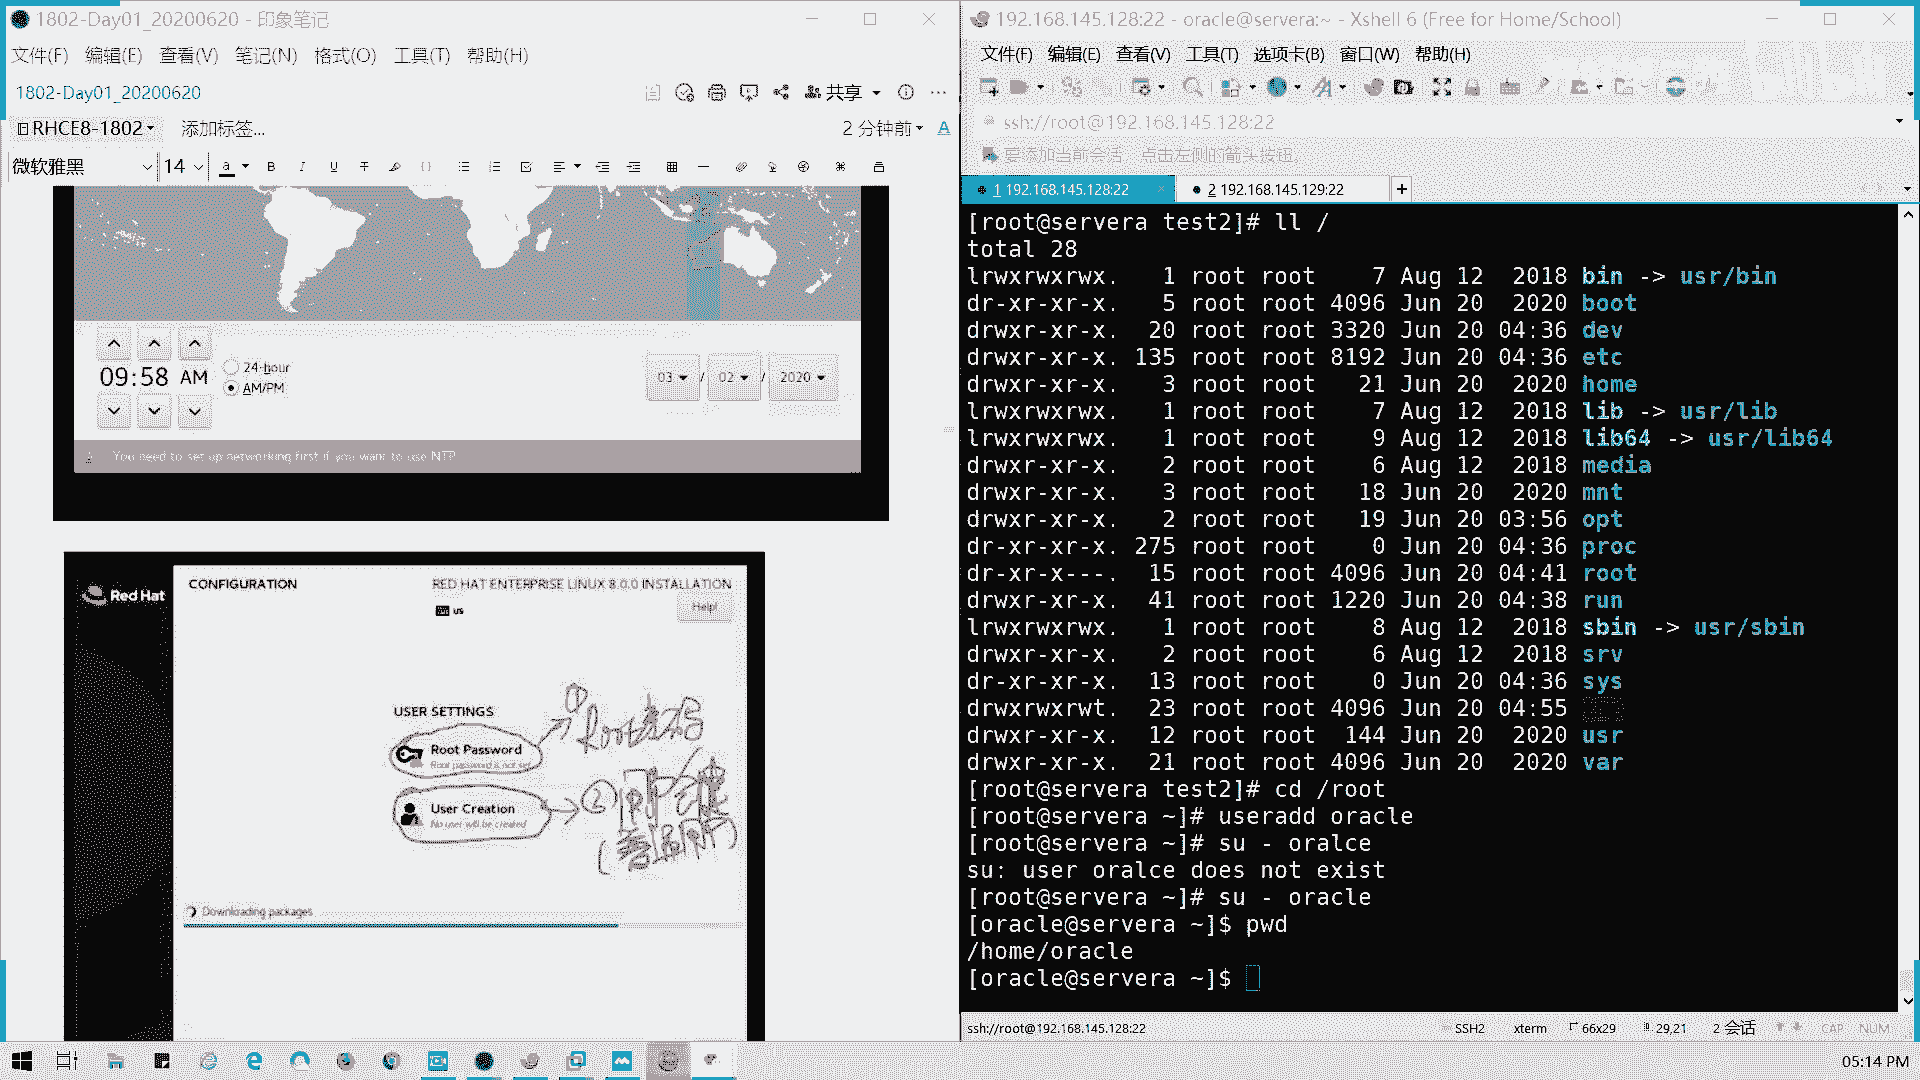 1802-Day01_20200620 - 印象笔记
文件(F) 编辑(E) 查看(V) 笔记(N) 格式(O) 工具(T) 帮助(H)
1802-Day01_20200620
共享
RHCE8-1802 添加标签...
2 分钟前
微软雅黑 14
09:58 AM
24-hour
AM/PM
03 / 02 / 2020
You need to set up networking first if you want to use NTP
Red Hat
CONFIGURATION
RED HAT ENTERPRISE LINUX 8.0.0 INSTALLATION
us
Help!
USER SETTINGS
Root Password
Root password is not set
User Creation
No user will be created
① Root密码
②
Downloading packages
192.168.145.128:22 - oracle@servera:~ - Xshell 6 (Free for Home/School)
文件(F) 编辑(E) 查看(V) 工具(T) 选项卡(B) 窗口(W) 帮助(H)
ssh://root@192.168.145.128:22
要添加当前会话，点击左侧的箭头按钮。
1 192.168.145.128:22
2 192.168.145.129:22
[root@servera test2]# ll /
total 28
lrwxrwxrwx. 1 root root 7 Aug 12 2018 bin -> usr/bin
dr-xr-xr-x. 5 root root 4096 Jun 20 2020 boot
drwxr-xr-x. 20 root root 3320 Jun 20 04:36 dev
drwxr-xr-x. 135 root root 8192 Jun 20 04:36 etc
drwxr-xr-x. 3 root root 21 Jun 20 2020 home
lrwxrwxrwx. 1 root root 7 Aug 12 2018 lib -> usr/lib
lrwxrwxrwx. 1 root root 9 Aug 12 2018 lib64 -> usr/lib64
drwxr-xr-x. 2 root root 6 Aug 12 2018 media
drwxr-xr-x. 3 root root 18 Jun 20 2020 mnt
drwxr-xr-x. 2 root root 19 Jun 20 03:56 opt
dr-xr-xr-x. 275 root root 0 Jun 20 04:36 proc
dr-xr-x---. 15 root root 4096 Jun 20 04:41 root
drwxr-xr-x. 41 root root 1220 Jun 20 04:38 run
lrwxrwxrwx. 1 root root 8 Aug 12 2018 sbin -> usr/sbin
drwxr-xr-x. 2 root root 6 Aug 12 2018 srv
dr-xr-xr-x. 13 root root 0 Jun 20 04:36 sys
drwxrwxrwt. 23 root root 4096 Jun 20 04:55
drwxr-xr-x. 12 root root 144 Jun 20 2020 usr
drwxr-xr-x. 21 root root 4096 Jun 20 2020 var
[root@servera test2]# cd /root
[root@servera ~]# useradd oracle
[root@servera ~]# su - oralce
su: user oralce does not exist
[root@servera ~]# su - oracle
[oracle@servera ~]$ pwd
/home/oracle
[oracle@servera ~]$
ssh://root@192.168.145.128:22 SSH2 xterm 66x29 29,21 2 会话 CAP NUM
05:14 PM